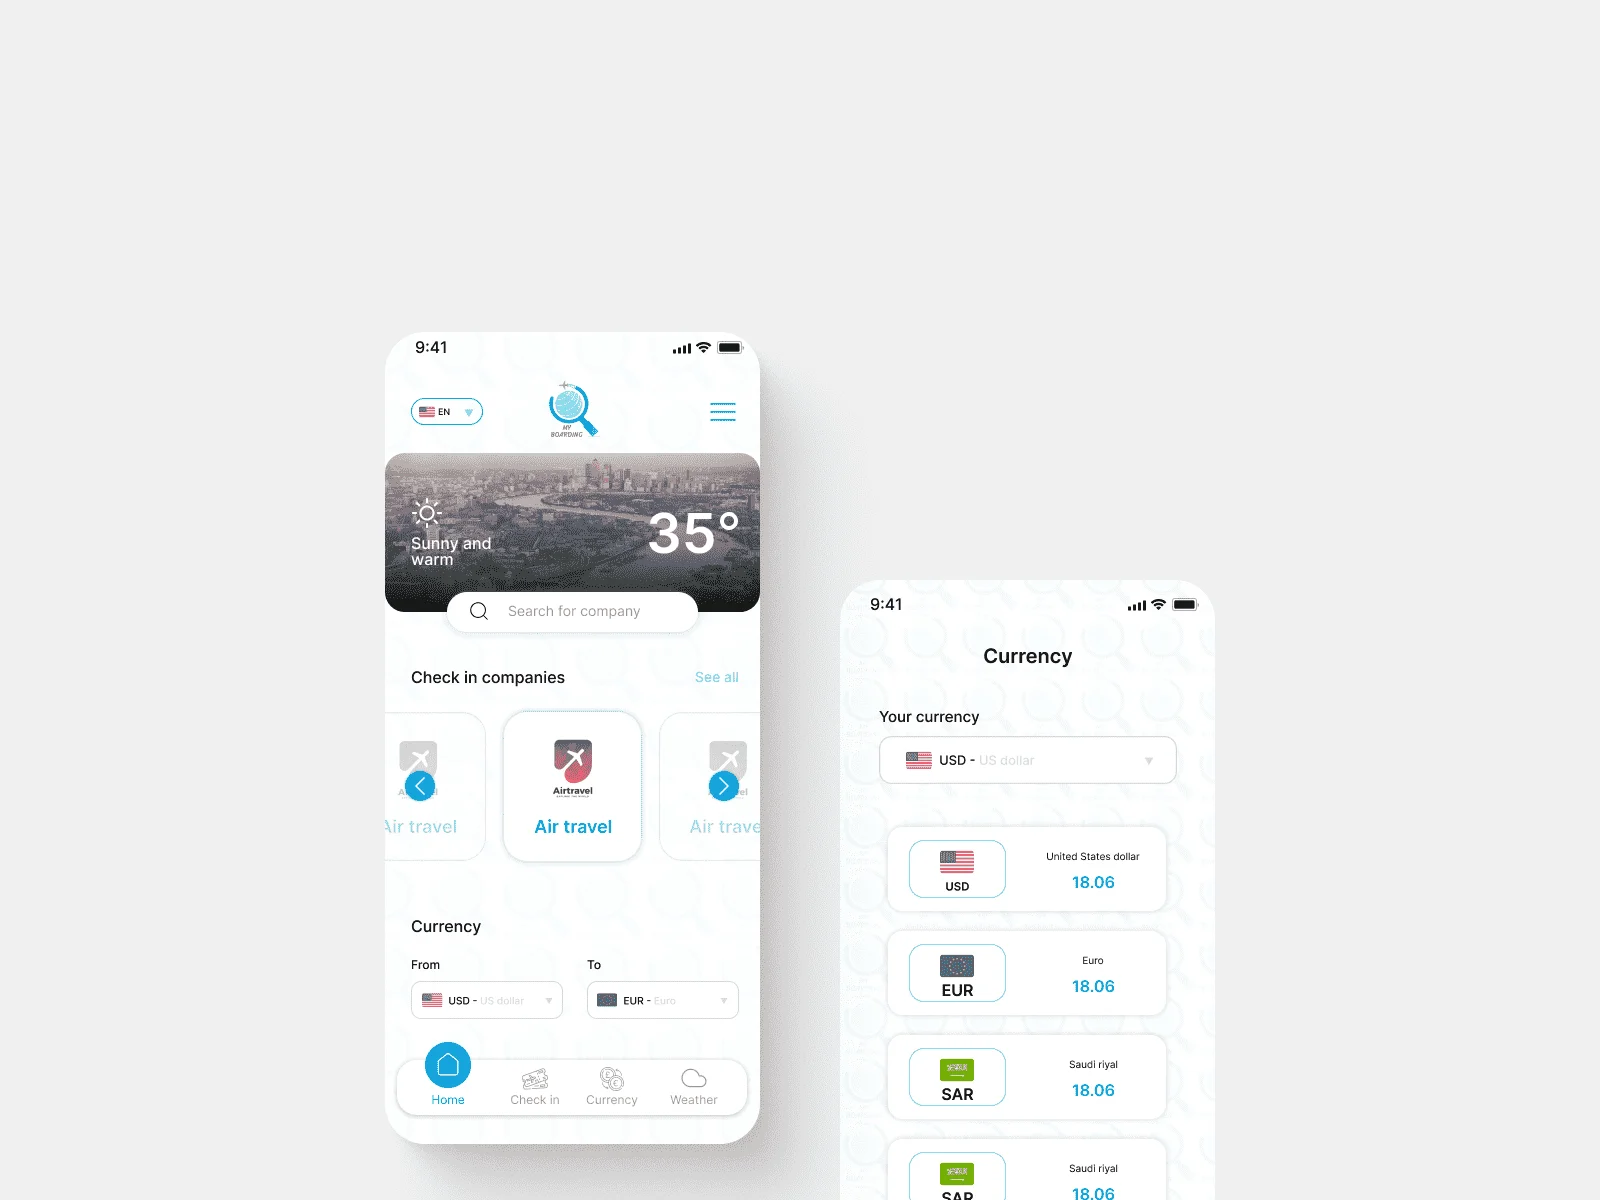 9:41
EN
MY
BOARDING
Sunny and
warm
35°
Search for company
Check in companies
See all
Airtravel
Air travel
Air travel
Air trave
Currency
From
To
USD - US dollar
EUR - Euro
Home
Check in
Currency
Weather
9:41
Currency
Your currency
USD - US dollar
USD
United States dollar
18.06
EUR
Euro
18.06
SAR
Saudi riyal
18.06
SAR
Saudi riyal
18.06